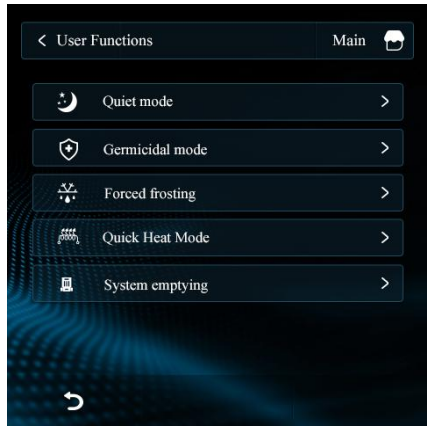 User Functions Main
Quiet mode
Germicidal mode
Forced frosting
Quick Heat Mode
System emptying